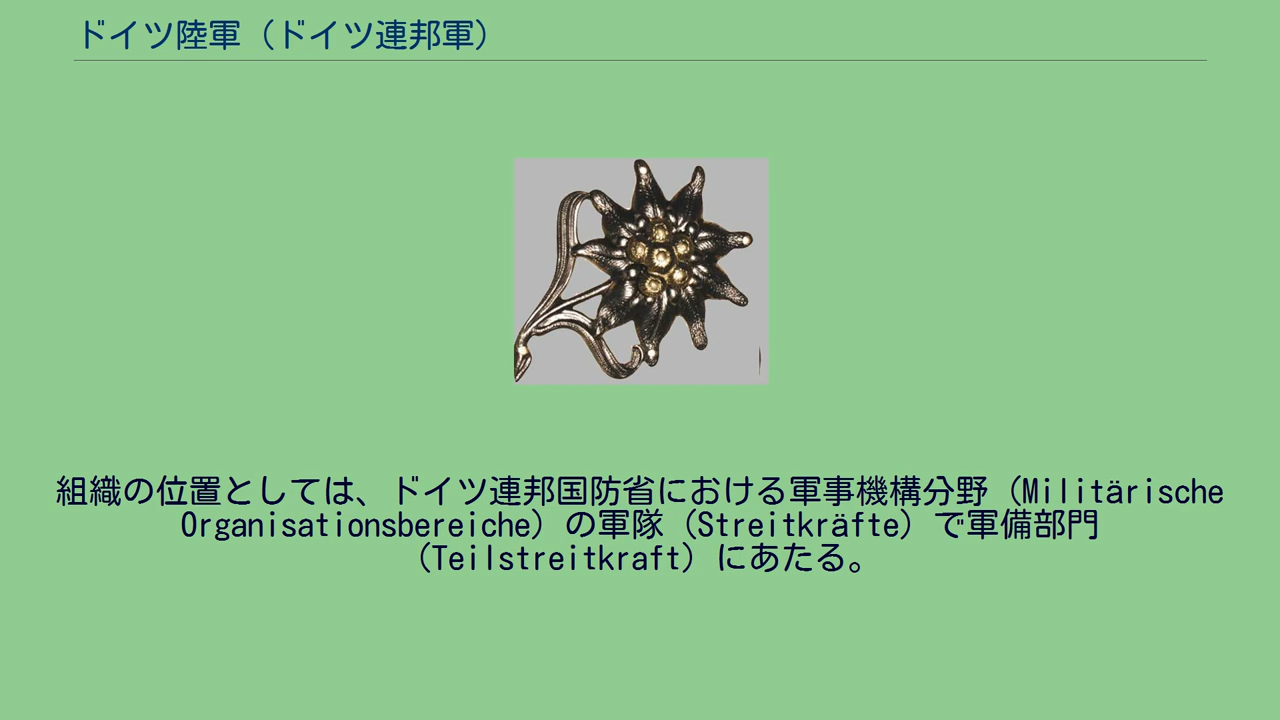 ドイツ陸軍（ドイツ連邦軍）
組織の位置としては、ドイツ連邦国防省における軍事機構分野（Militärische
Organisationsbereiche）の軍隊（Streitkräfte）で軍備部門
（Teilstreitkraft）にあたる。